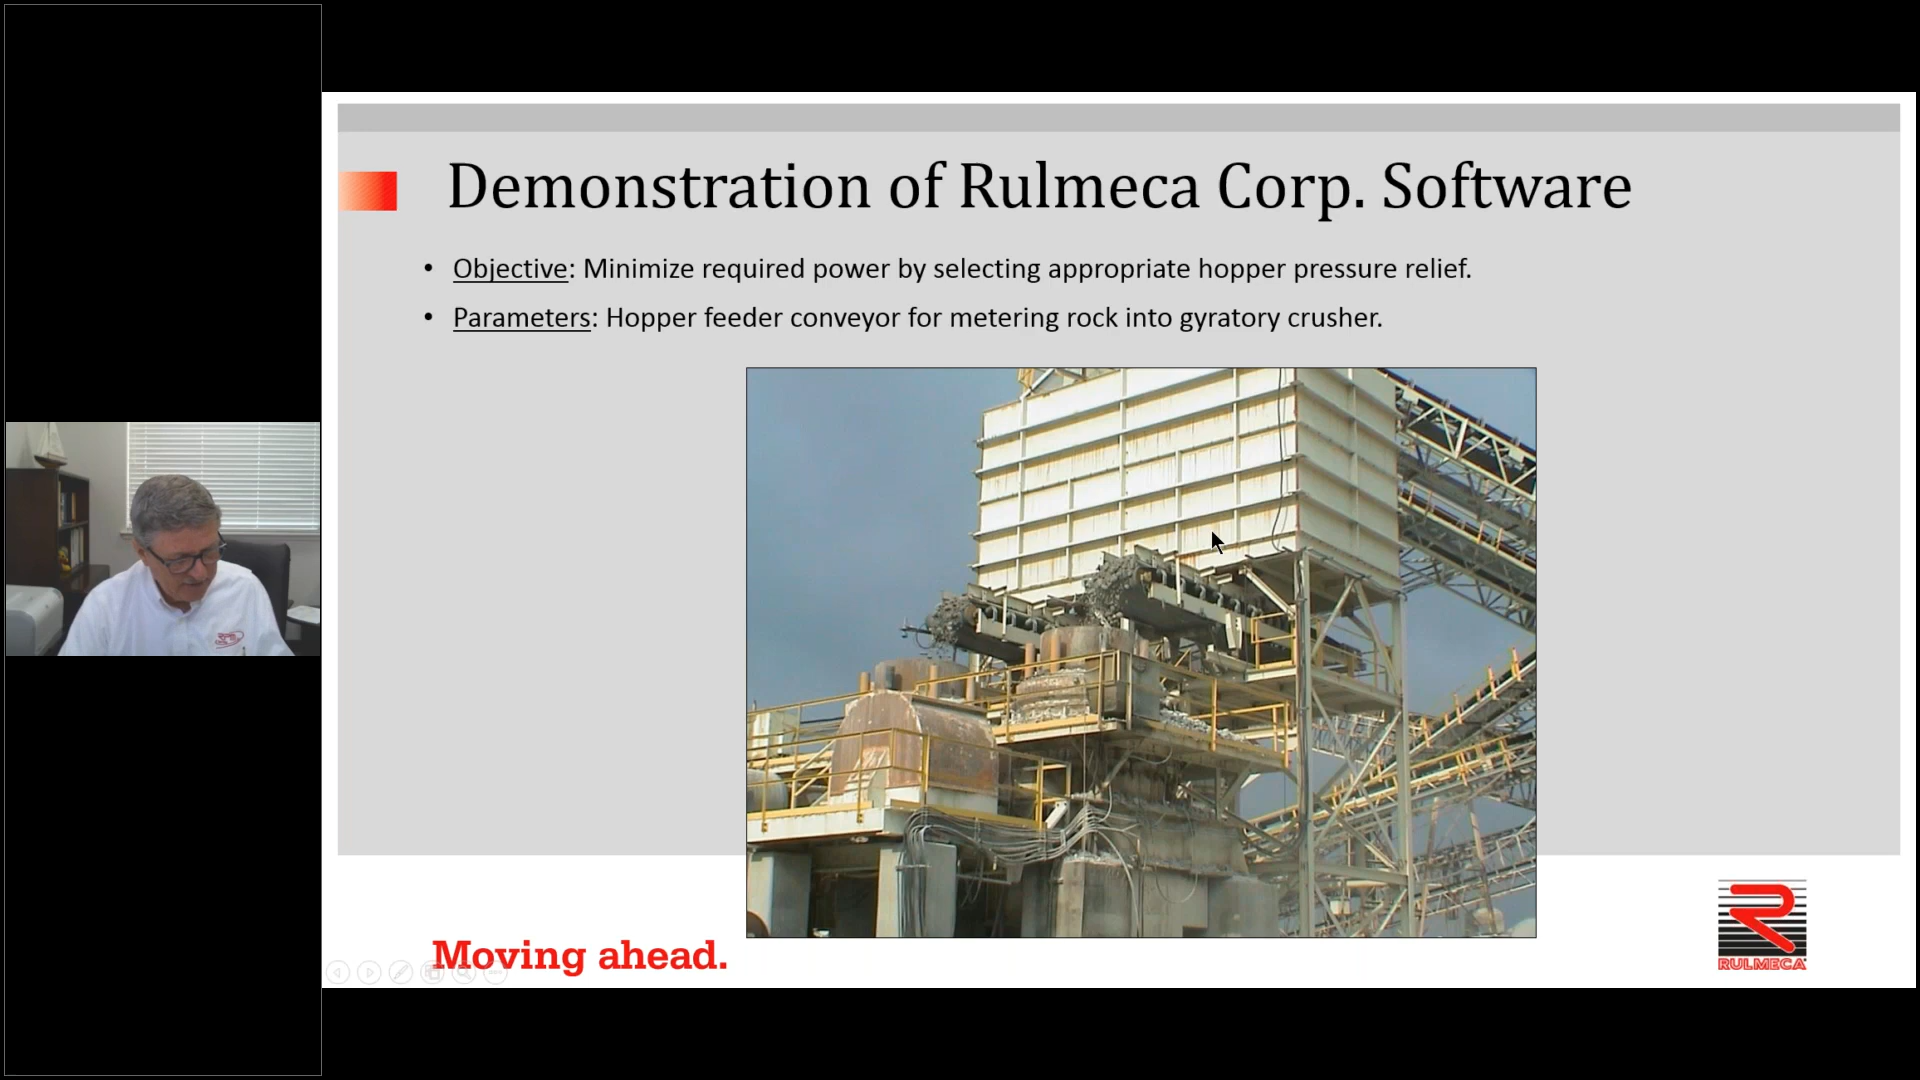 Demonstration of Rulmeca Corp. Software
• Objective: Minimize required power by selecting appropriate hopper pressure relief.
• Parameters: Hopper feeder conveyor for metering rock into gyratory crusher.
Moving ahead.
RULMECA